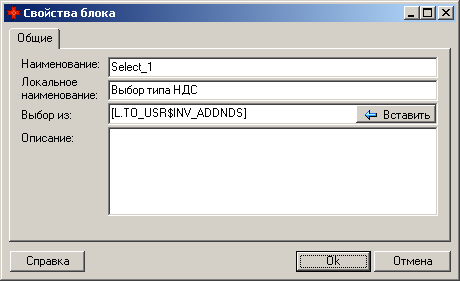 Свойства блока
Общие
Наименование: Select_1
Локальное
наименование: Выбор типа НДС
Выбор из: [L.TO_USR$INV_ADDNDS] Вставить
Описание:
Справка Ok Отмена